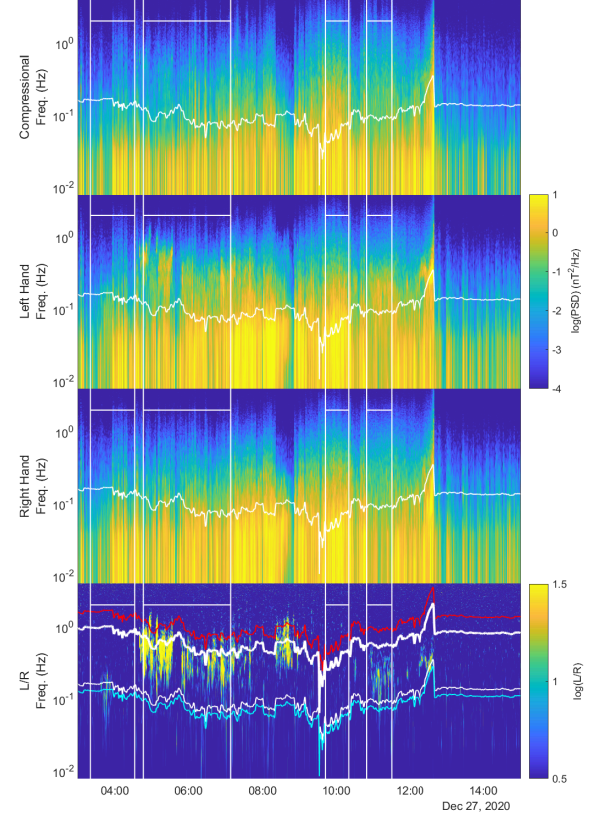 Compressional
Freq. (Hz)
10^0
10^-1
10^-2
Left Hand
Freq. (Hz)
10^0
10^-1
10^-2
1
0
-1
-2
-3
-4
log(PSD) (nT^2/Hz)
Right Hand
Freq. (Hz)
10^0
10^-1
10^-2
L/R
Freq. (Hz)
10^0
10^-1
10^-2
1.5
1
0.5
log(L/R)
04:00 06:00 08:00 10:00 12:00 14:00
Dec 27, 2020